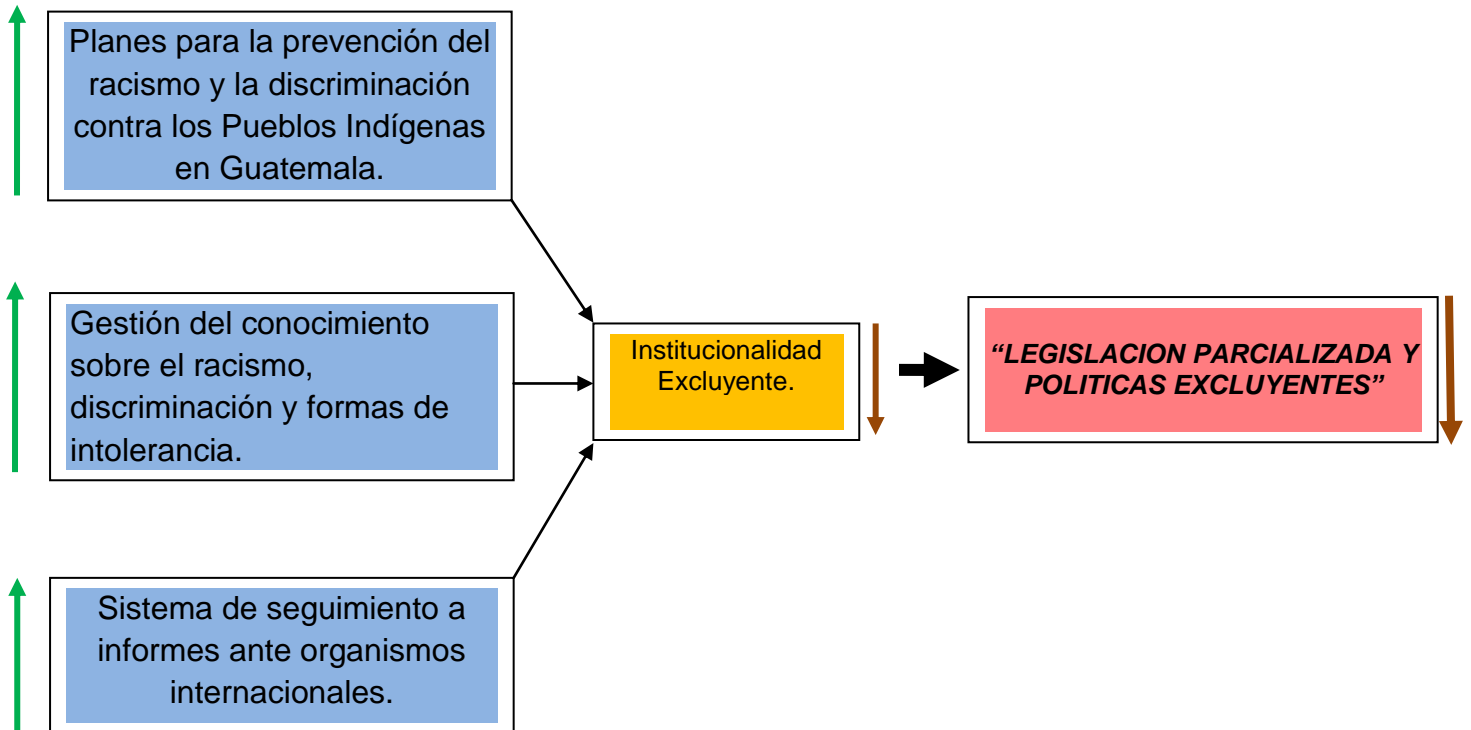 Planes para la prevención del
racismo y la discriminación
contra los Pueblos Indígenas
en Guatemala.
Gestión del conocimiento
sobre el racismo,
discriminación y formas de
intolerancia.
Sistema de seguimiento a
informes ante organismos
internacionales.
Institucionalidad
Excluyente.
“LEGISLACION PARCIALIZADA Y
POLITICAS EXCLUYENTES”